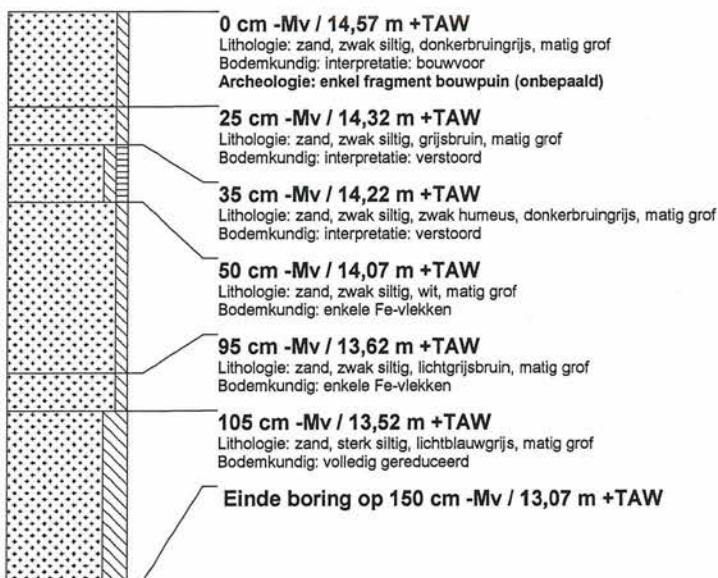 0 cm -Mv / 14,57 m +TAW
Lithologie: zand, zwak siltig, donkerbruingrijs, matig grof
Bodemkundig: interpretatie: bouwvoor
Archeologie: enkel fragment bouwpuin (onbepaald)
25 cm -Mv / 14,32 m +TAW
Lithologie: zand, zwak siltig, grijsbruin, matig grof
Bodemkundig: interpretatie: verstoord
35 cm -Mv / 14,22 m +TAW
Lithologie: zand, zwak siltig, zwak humeus, donkerbruingrijs, matig grof
Bodemkundig: interpretatie: verstoord
50 cm -Mv / 14,07 m +TAW
Lithologie: zand, zwak siltig, wit, matig grof
Bodemkundig: enkele Fe-vlekken
95 cm -Mv / 13,62 m +TAW
Lithologie: zand, zwak siltig, lichtgrijsbruin, matig grof
Bodemkundig: enkele Fe-vlekken
105 cm -Mv / 13,52 m +TAW
Lithologie: zand, sterk siltig, lichtblauwgrijs, matig grof
Bodemkundig: volledig gereduceerd
Einde boring op 150 cm -Mv / 13,07 m +TAW